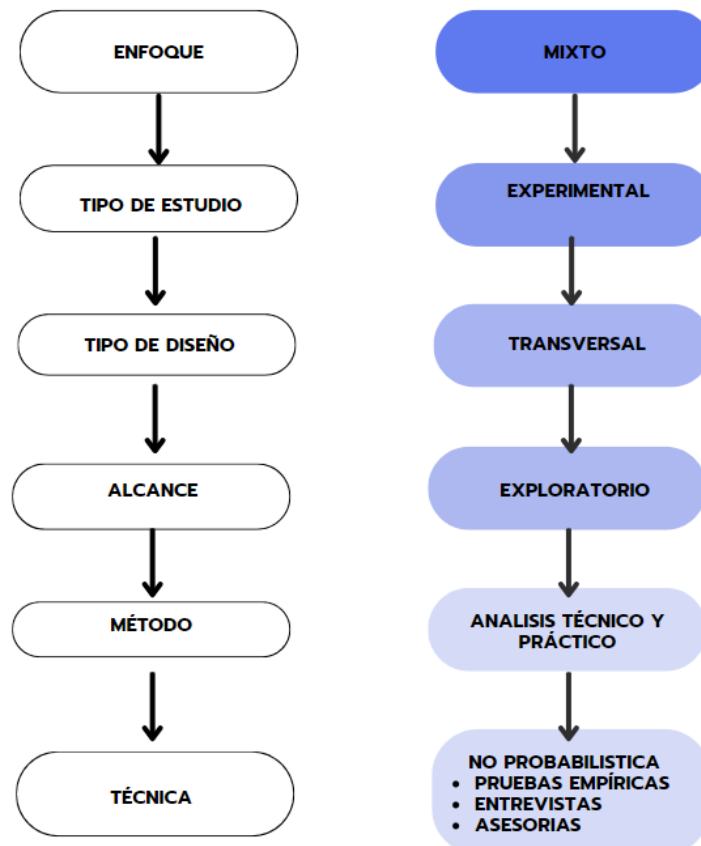 ENFOQUE
MIXTO
TIPO DE ESTUDIO
EXPERIMENTAL
TIPO DE DISEÑO
TRANSVERSAL
ALCANCE
EXPLORATORIO
MÉTODO
ANALISIS TÉCNICO Y
PRÁCTICO
TÉCNICA
NO PROBABILISTICA
• PRUEBAS EMPÍRICAS
• ENTREVISTAS
• ASESORIAS